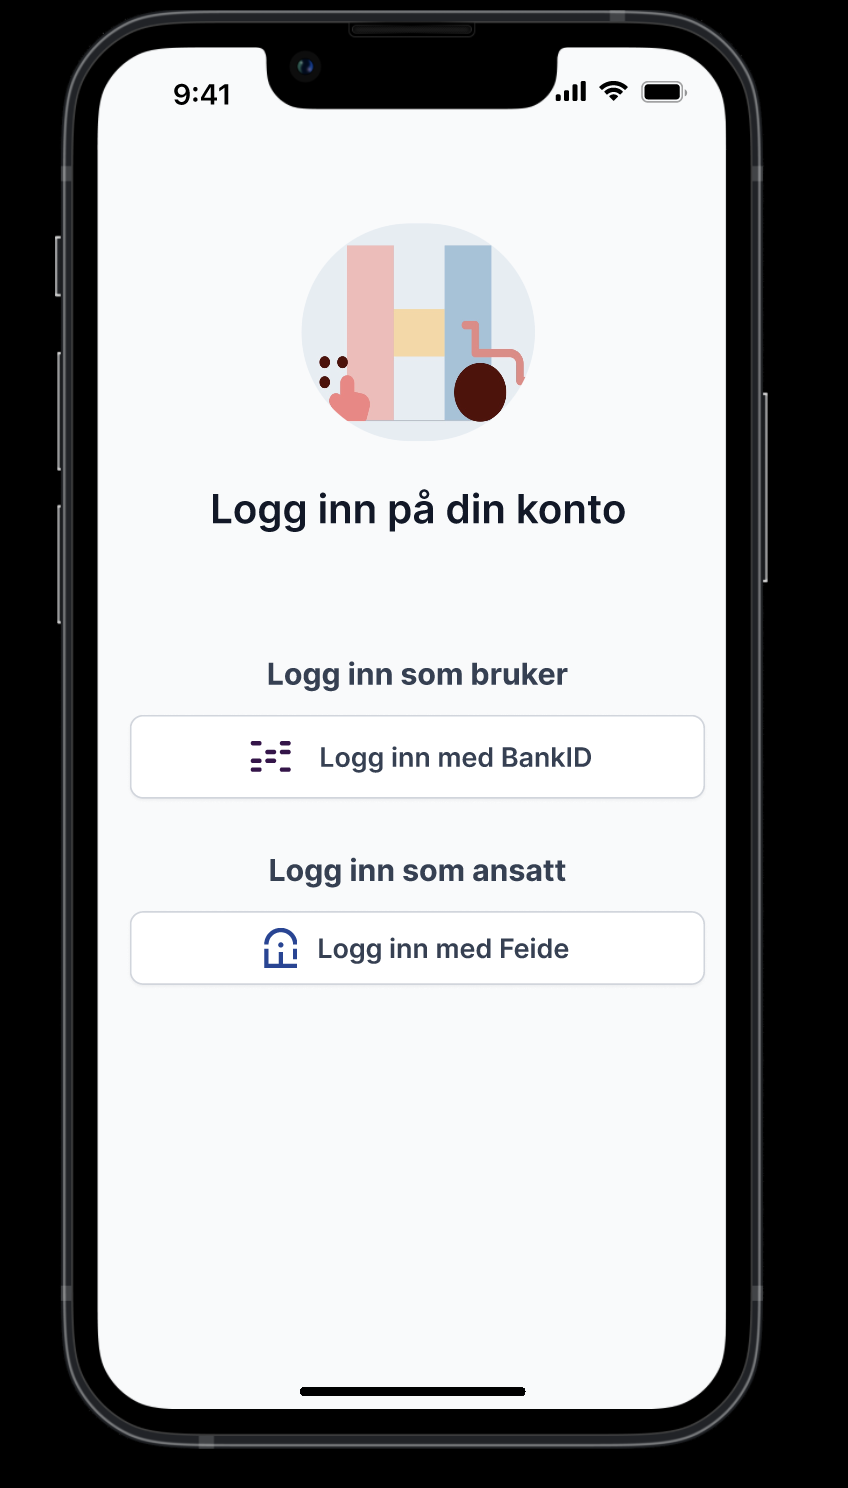 9:41
Logg inn på din konto
Logg inn som bruker
Logg inn med BankID
Logg inn som ansatt
Logg inn med Feide